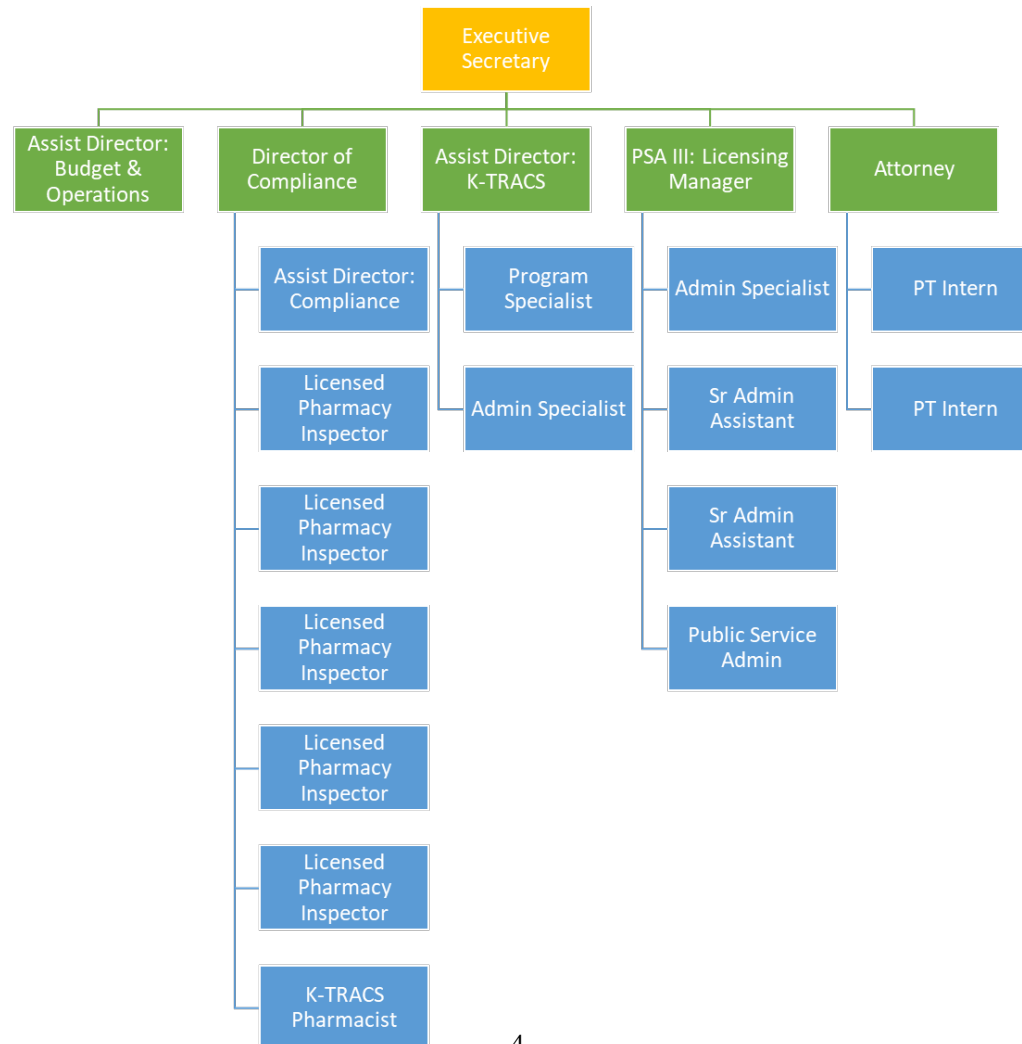 Executive
Secretary
Assist Director:
Budget &
Operations
Director of
Compliance
Assist Director:
K-TRACS
PSA III: Licensing
Manager
Attorney
Assist Director:
Compliance
Licensed
Pharmacy
Inspector
Licensed
Pharmacy
Inspector
Licensed
Pharmacy
Inspector
Licensed
Pharmacy
Inspector
Licensed
Pharmacy
Inspector
K-TRACS
Pharmacist
Program
Specialist
Admin Specialist
Admin Specialist
Sr Admin
Assistant
Sr Admin
Assistant
Public Service
Admin
PT Intern
PT Intern
4